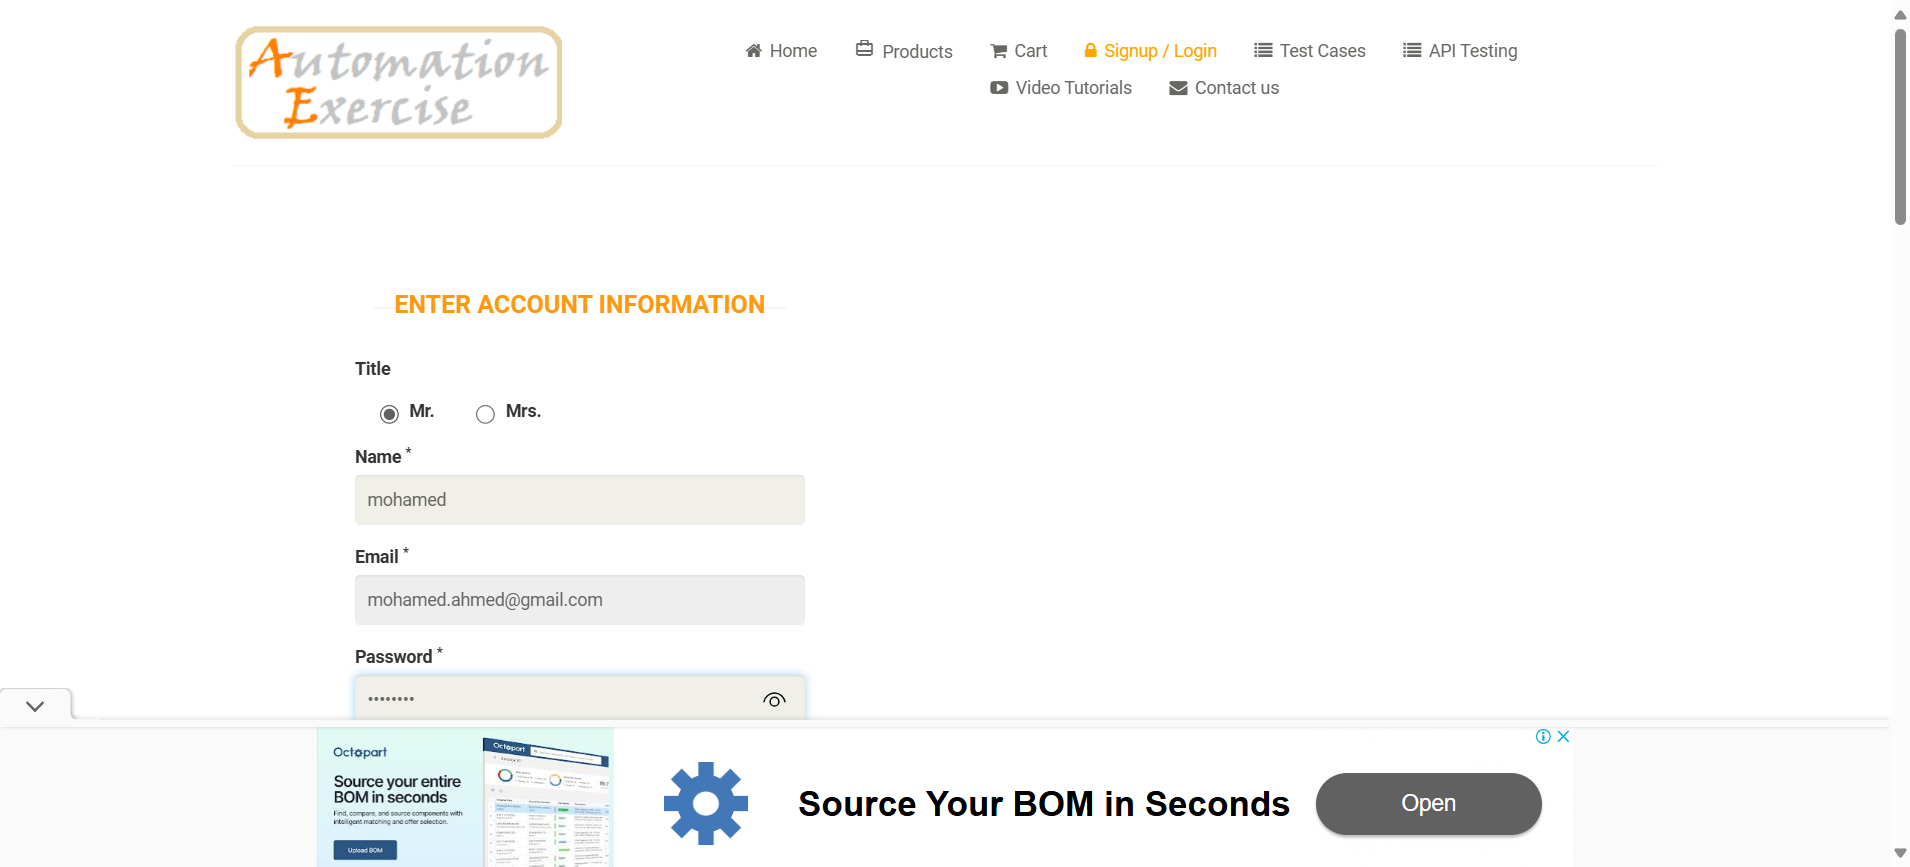 Automation
Exercise
Home
Products
Cart
Signup / Login
Test Cases
API Testing
Video Tutorials
Contact us
ENTER ACCOUNT INFORMATION
Title
Mr.
Mrs.
Name *
mohamed
Email *
mohamed.ahmed@gmail.com
Password *
••••••••
Octopart
Source your entire
BOM in seconds
Find, compare, and source components with
intelligent matching and offer selection.
Upload BOM
Octopart
Source Your BOM in Seconds
Open